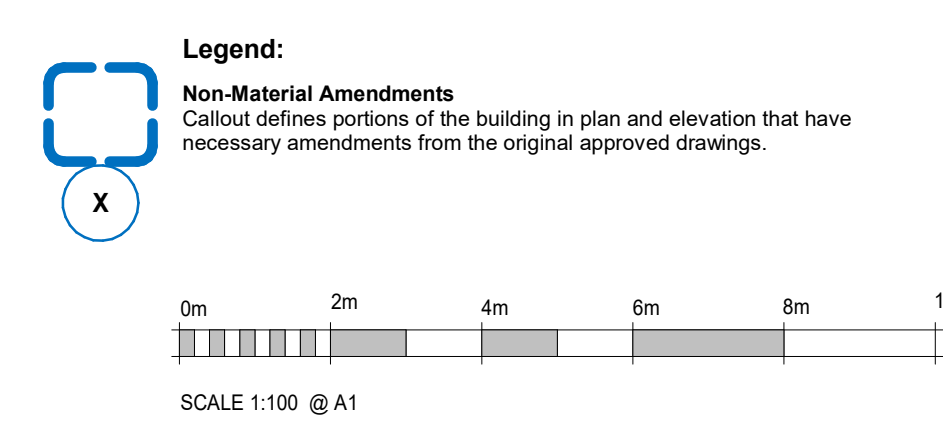 Legend:
Non-Material Amendments
Callout defines portions of the building in plan and elevation that have
necessary amendments from the original approved drawings.
X
0m 2m 4m 6m 8m
SCALE 1:100 @ A1